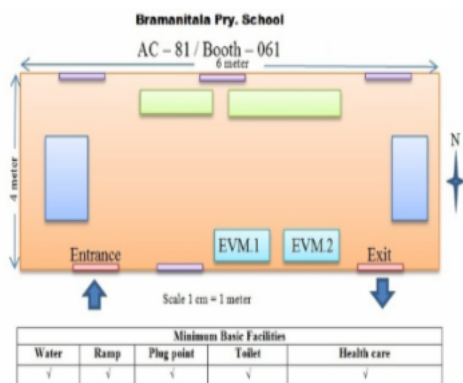 Bramanitala Pry. School
AC – 81 / Booth – 061
6 meter
4 meter
N
EVM.1 EVM.2
Entrance Exit
Scale 1 cm = 1 meter
Minimum Basic Facilities
Water Ramp Plug point Toilet Health care
√ √ √ √ √